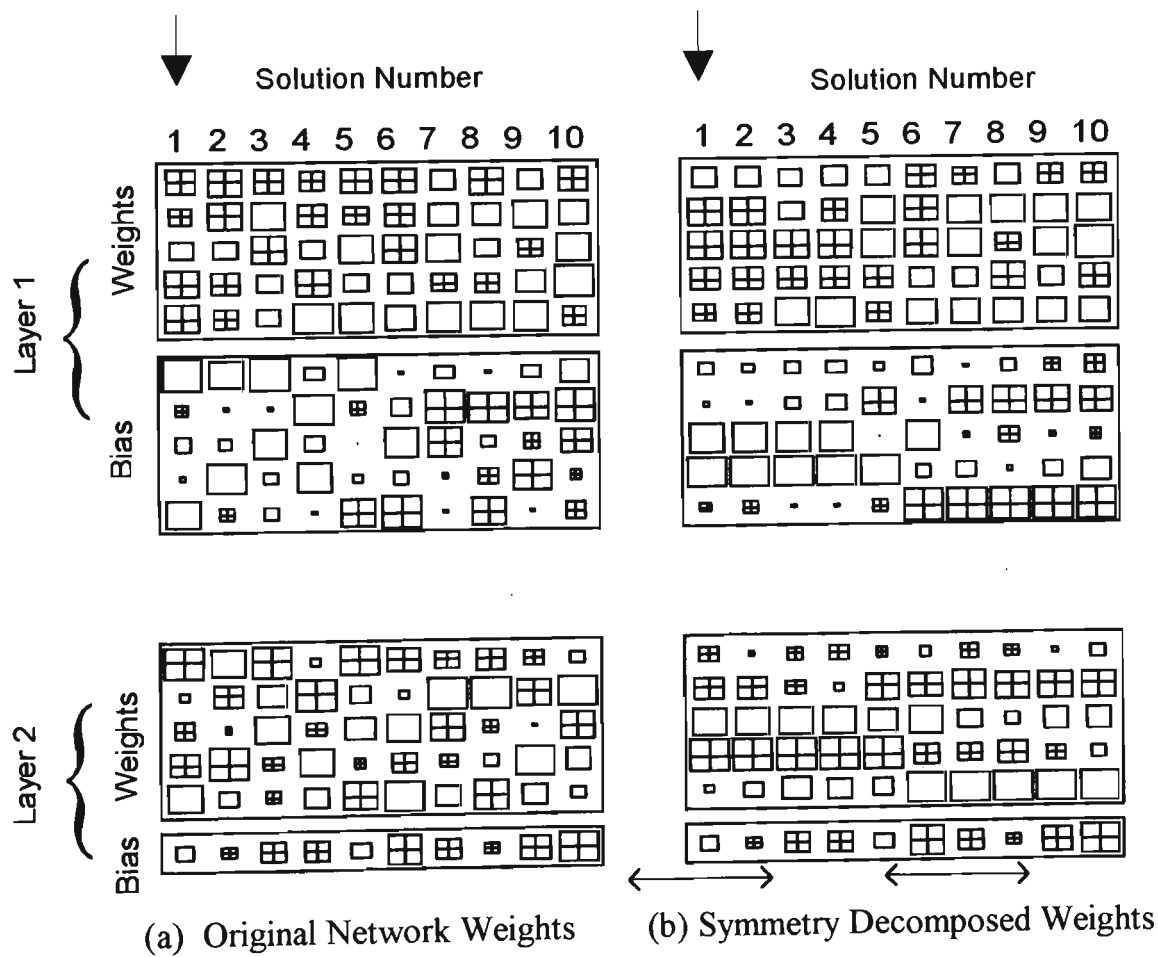 Solution Number
1 2 3 4 5 6 7 8 9 10
Layer 1
Weights
Bias
Layer 2
Weights
Bias
(a) Original Network Weights
Solution Number
1 2 3 4 5 6 7 8 9 10
(b) Symmetry Decomposed Weights